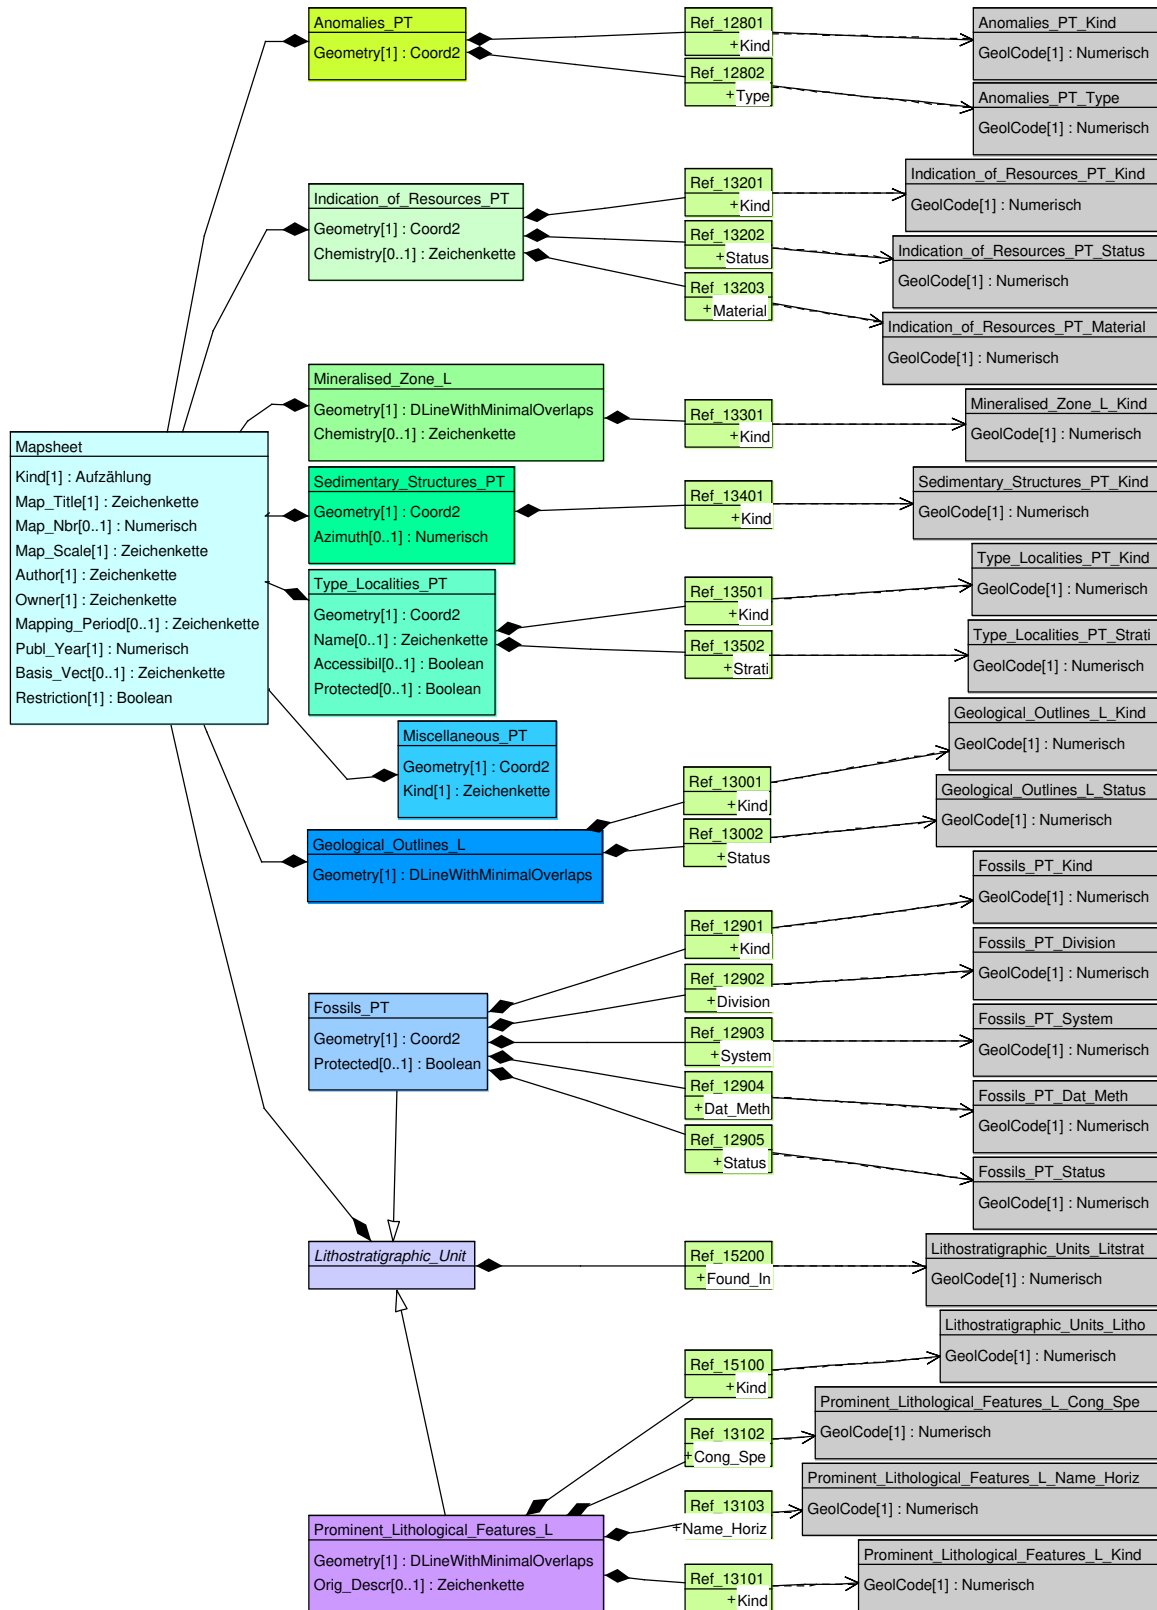 Anomalies_PT
Geometry[1] : Coord2
Ref_12801
+Kind
Anomalies_PT_Kind
GeolCode[1] : Numerisch
Ref_12802
+Type
Anomalies_PT_Type
GeolCode[1] : Numerisch
Indication_of_Resources_PT
Geometry[1] : Coord2
Chemistry[0..1] : Zeichenkette
Ref_13201
+Kind
Indication_of_Resources_PT_Kind
GeolCode[1] : Numerisch
Ref_13202
+Status
Indication_of_Resources_PT_Status
GeolCode[1] : Numerisch
Ref_13203
+Material
Indication_of_Resources_PT_Material
GeolCode[1] : Numerisch
Mineralised_Zone_L
Geometry[1] : DLineWithMinimalOverlaps
Chemistry[0..1] : Zeichenkette
Ref_13301
+Kind
Mineralised_Zone_L_Kind
GeolCode[1] : Numerisch
Mapsheet
Kind[1] : Aufzählung
Map_Title[1] : Zeichenkette
Map_Nbr[0..1] : Numerisch
Map_Scale[1] : Zeichenkette
Author[1] : Zeichenkette
Owner[1] : Zeichenkette
Mapping_Period[0..1] : Zeichenkette
Publ_Year[1] : Numerisch
Basis_Vect[0..1] : Zeichenkette
Restriction[1] : Boolean
Sedimentary_Structures_PT
Geometry[1] : Coord2
Azimuth[0..1] : Numerisch
Ref_13401
+Kind
Sedimentary_Structures_PT_Kind
GeolCode[1] : Numerisch
Type_Localities_PT
Geometry[1] : Coord2
Name[0..1] : Zeichenkette
Accessibil[0..1] : Boolean
Protected[0..1] : Boolean
Ref_13501
+Kind
Type_Localities_PT_Kind
GeolCode[1] : Numerisch
Ref_13502
+Strati
Type_Localities_PT_Strati
GeolCode[1] : Numerisch
Miscellaneous_PT
Geometry[1] : Coord2
Kind[1] : Zeichenkette
Geological_Outlines_L
Geometry[1] : DLineWithMinimalOverlaps
Ref_13001
+Kind
Geological_Outlines_L_Kind
GeolCode[1] : Numerisch
Ref_13002
+Status
Geological_Outlines_L_Status
GeolCode[1] : Numerisch
Fossils_PT
Geometry[1] : Coord2
Protected[0..1] : Boolean
Ref_12901
+Kind
Fossils_PT_Kind
GeolCode[1] : Numerisch
Ref_12902
+Division
Fossils_PT_Division
GeolCode[1] : Numerisch
Ref_12903
+System
Fossils_PT_System
GeolCode[1] : Numerisch
Ref_12904
+Dat_Meth
Fossils_PT_Dat_Meth
GeolCode[1] : Numerisch
Ref_12905
+Status
Fossils_PT_Status
GeolCode[1] : Numerisch
Lithostratigraphic_Unit
Ref_15200
+Found_In
Lithostratigraphic_Units_Litstrat
GeolCode[1] : Numerisch
Ref_15100
+Kind
Lithostratigraphic_Units_Litho
GeolCode[1] : Numerisch
Ref_13102
+Cong_Spe
Prominent_Lithological_Features_L_Cong_Spe
GeolCode[1] : Numerisch
Ref_13103
+Name_Horiz
Prominent_Lithological_Features_L_Name_Horiz
GeolCode[1] : Numerisch
Prominent_Lithological_Features_L
Geometry[1] : DLineWithMinimalOverlaps
Orig_Descr[0..1] : Zeichenkette
Ref_13101
+Kind
Prominent_Lithological_Features_L_Kind
GeolCode[1] : Numerisch